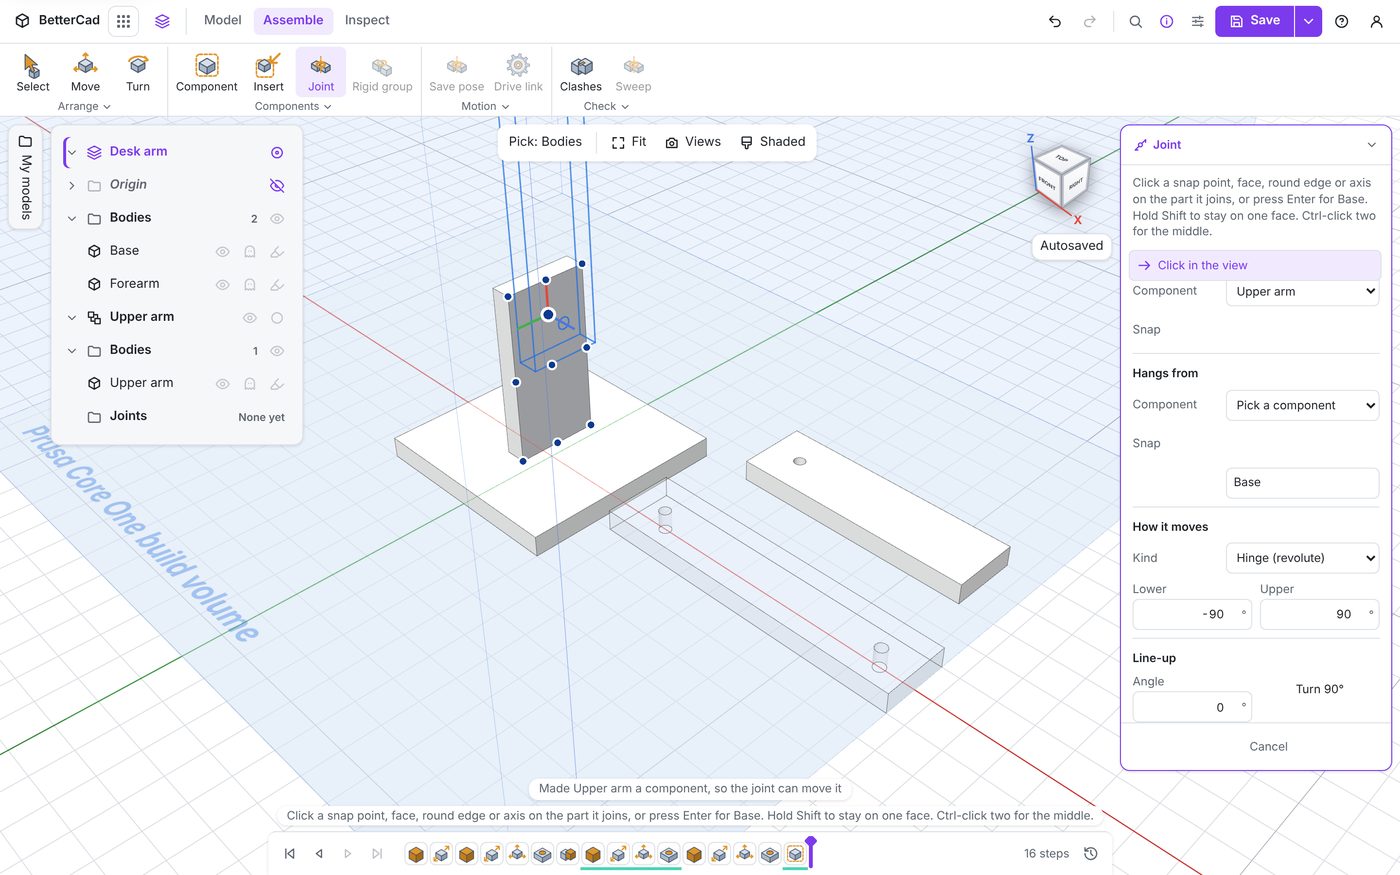 BetterCad
Model
Assemble
Inspect
Save
Select
Move
Turn
Component
Insert
Joint
Rigid group
Save pose
Drive link
Clashes
Sweep
Arrange
Components
Motion
Check
My models
Desk arm
Origin
Bodies
2
Base
Forearm
Upper arm
Bodies
1
Upper arm
Joints
None yet
Pick: Bodies
Fit
Views
Shaded
Z
TOP
FRONT
RIGHT
X
Autosaved
Prusa Core One build volume
Joint
Click a snap point, face, round edge or axis
on the part it joins, or press Enter for Base.
Hold Shift to stay on one face. Ctrl-click two
for the middle.
Click in the view
Component
Upper arm
Snap
Hangs from
Component
Pick a component
Snap
Base
How it moves
Kind
Hinge (revolute)
Lower
Upper
-90 °
90 °
Line-up
Angle
0 °
Turn 90°
Cancel
Made Upper arm a component, so the joint can move it
Click a snap point, face, round edge or axis on the part it joins, or press Enter for Base. Hold Shift to stay on one face. Ctrl-click two for the middle.
16 steps